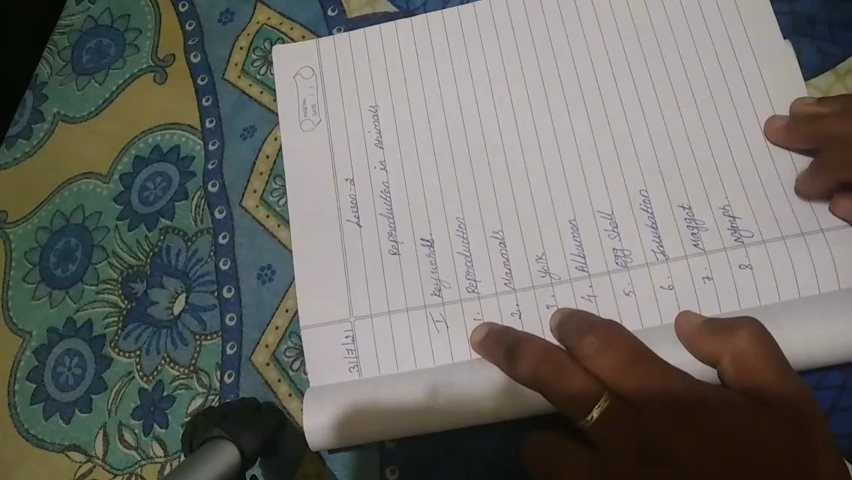 31/7/21
Lesson-2
Reproduction in Animals
I. Keywords
1. Reproduction
2. Mammals
3. Yolk
4. Albumen
5. Egg Shell
6. Incubation
7. Maggot
8. Nymph